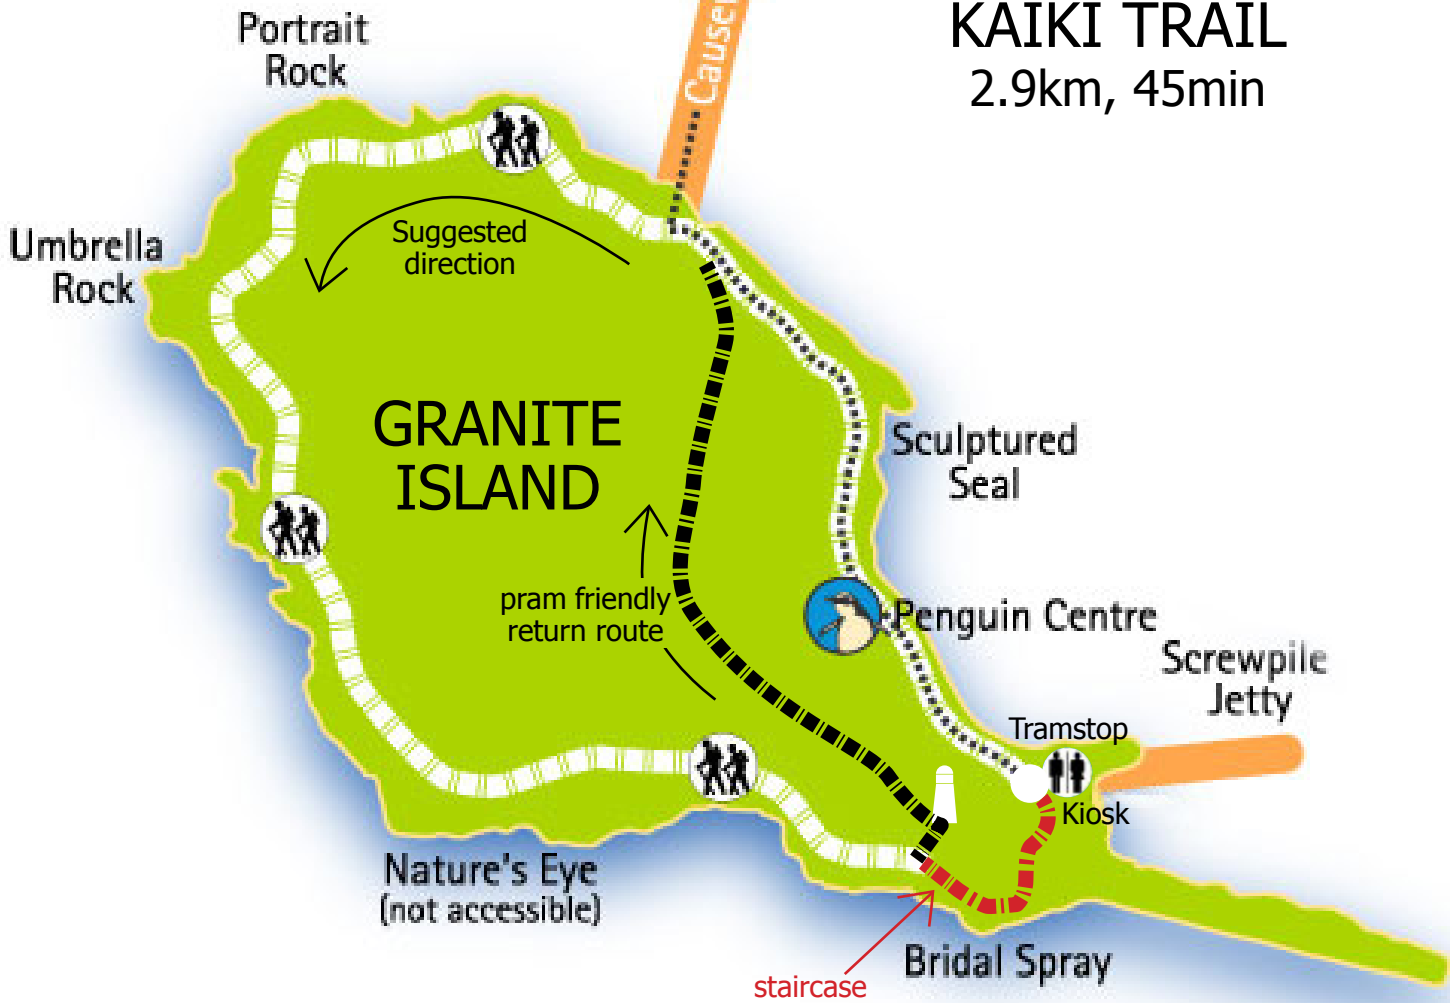 KAIKI TRAIL
2.9km, 45min
Portrait
Rock
Umbrella
Rock
Suggested
direction
GRANITE
ISLAND
Sculptured
Seal
pram friendly
return route
Penguin Centre
Screwpile
Jetty
Tramstop
Kiosk
Nature's Eye
(not accessible)
Bridal Spray
staircase